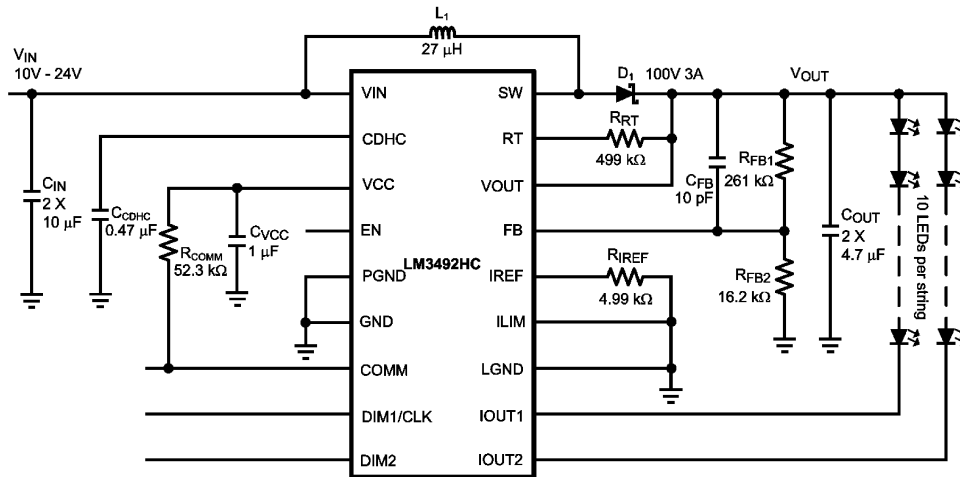 L1
27 µH
VIN
10V - 24V
D1
100V 3A
VOUT
VIN
SW
CDHC
RT
RRT
499 kΩ
VCC
VOUT
CIN
2 X
10 µF
CCDHC
0.47 µF
RCOMM
52.3 kΩ
CVCC
1 µF
EN
FB
CFB
10 pF
RFB1
261 kΩ
COUT
2 X
4.7 µF
10 LEDs per string
LM3492HC
PGND
IREF
RIREF
4.99 kΩ
RFB2
16.2 kΩ
GND
ILIM
COMM
LGND
DIM1/CLK
IOUT1
DIM2
IOUT2